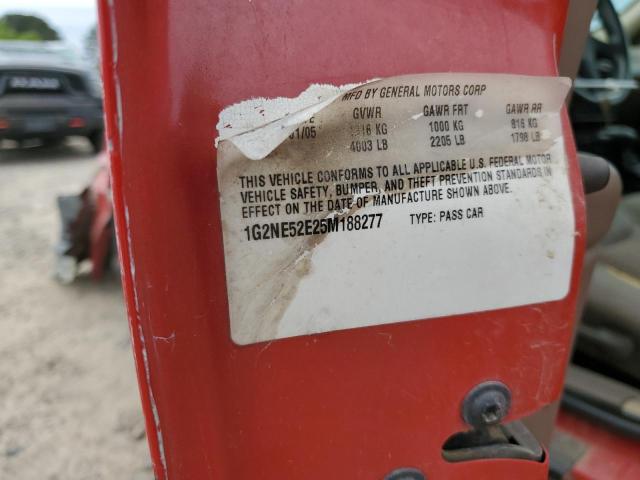 MFD BY GENERAL MOTORS CORP
GVWR GAWR FRT GAWR RR
01/05 1816 KG 1000 KG 816 KG
4003 LB 2205 LB 1798 LB
THIS VEHICLE CONFORMS TO ALL APPLICABLE U.S. FEDERAL MOTOR
VEHICLE SAFETY, BUMPER, AND THEFT PREVENTION STANDARDS IN
EFFECT ON THE DATE OF MANUFACTURE SHOWN ABOVE.
1G2NE52E25M188277 TYPE: PASS CAR